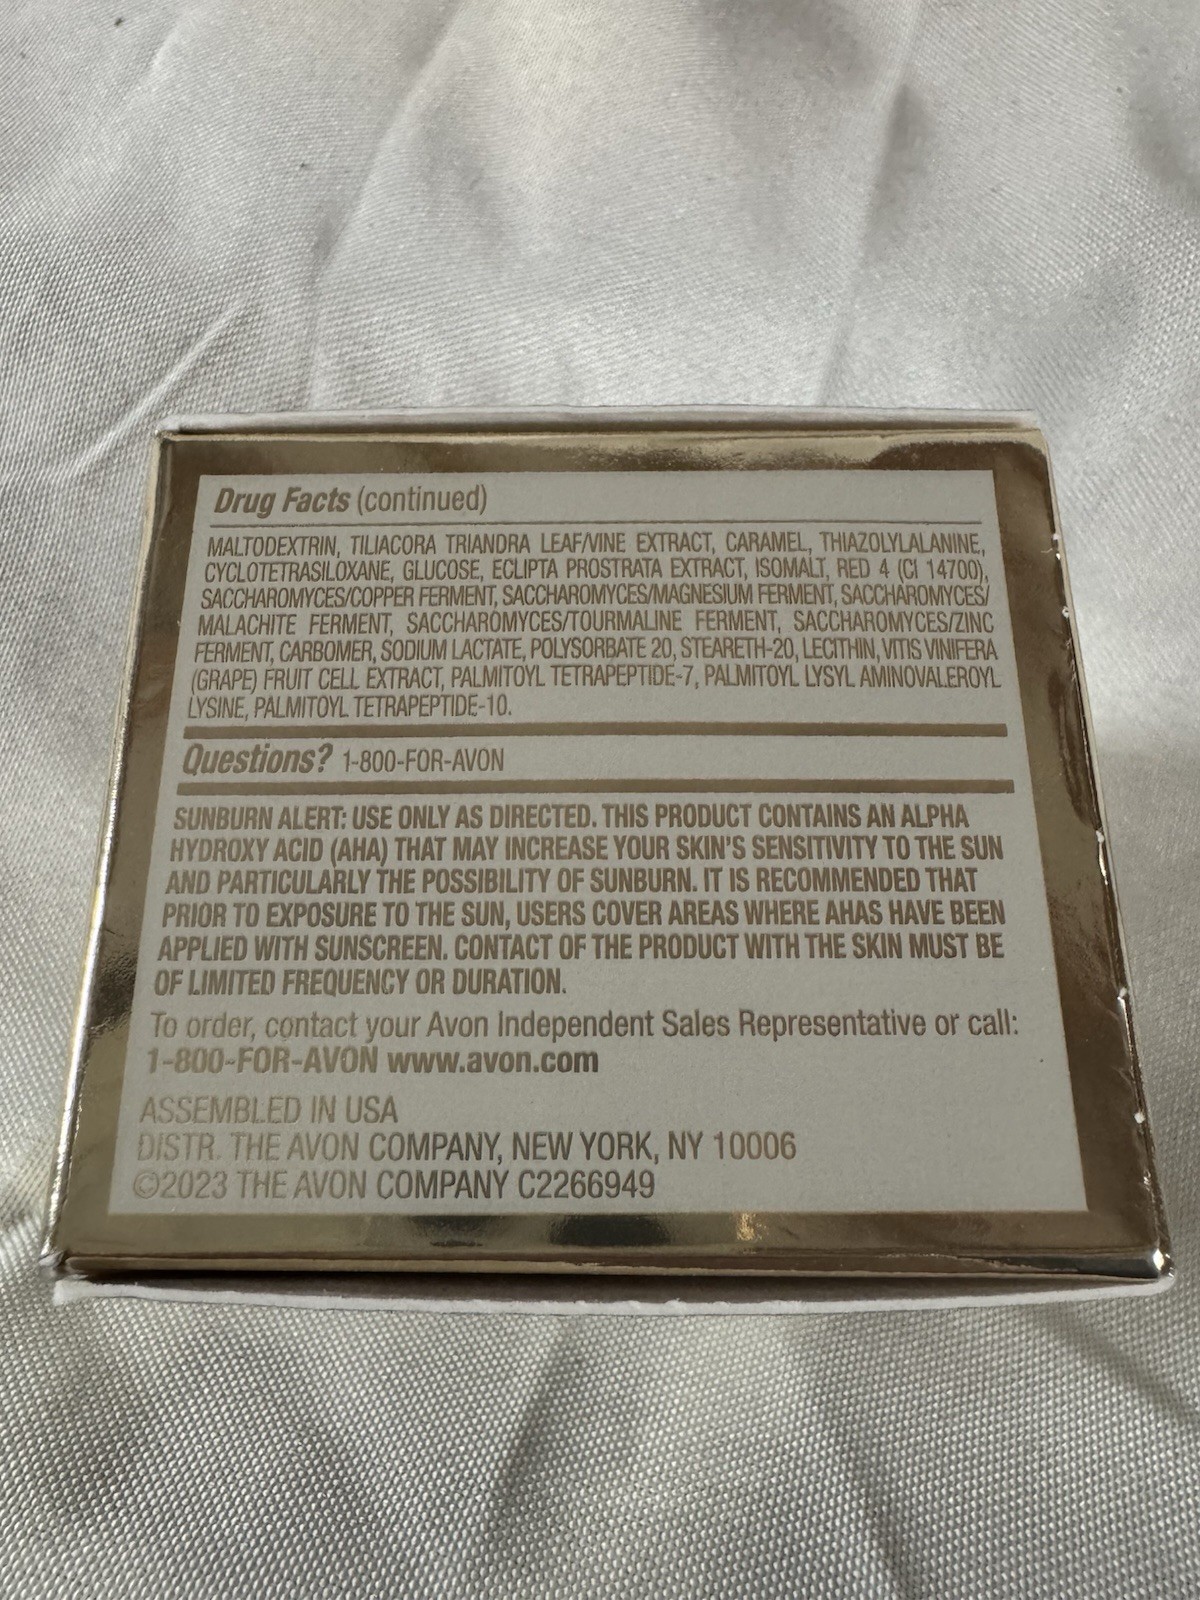 Drug Facts (continued)
MALTODEXTRIN, TILIACORA TRIANDRA LEAF/VINE EXTRACT, CARAMEL, THIAZOLYLALANINE,
CYCLOTETRASILOXANE, GLUCOSE, ECLIPTA PROSTRATA EXTRACT, ISOMALT, RED 4 (CI 14700),
SACCHAROMYCES/COPPER FERMENT, SACCHAROMYCES/MAGNESIUM FERMENT, SACCHAROMYCES/
MALACHITE FERMENT, SACCHAROMYCES/TOURMALINE FERMENT, SACCHAROMYCES/ZINC
FERMENT, CARBOMER, SODIUM LACTATE, POLYSORBATE 20, STEARETH-20, LECITHIN, VITIS VINIFERA
(GRAPE) FRUIT CELL EXTRACT, PALMITOYL TETRAPEPTIDE-7, PALMITOYL LYSYL AMINOVALEROYL
LYSINE, PALMITOYL TETRAPEPTIDE-10.
Questions? 1-800-FOR-AVON
SUNBURN ALERT: USE ONLY AS DIRECTED. THIS PRODUCT CONTAINS AN ALPHA
HYDROXY ACID (AHA) THAT MAY INCREASE YOUR SKIN'S SENSITIVITY TO THE SUN
AND PARTICULARLY THE POSSIBILITY OF SUNBURN. IT IS RECOMMENDED THAT
PRIOR TO EXPOSURE TO THE SUN, USERS COVER AREAS WHERE AHAS HAVE BEEN
APPLIED WITH SUNSCREEN. CONTACT OF THE PRODUCT WITH THE SKIN MUST BE
OF LIMITED FREQUENCY OR DURATION.
To order, contact your Avon Independent Sales Representative or call:
1-800-FOR-AVON www.avon.com
ASSEMBLED IN USA
DISTR. THE AVON COMPANY, NEW YORK, NY 10006
©2023 THE AVON COMPANY C2266949